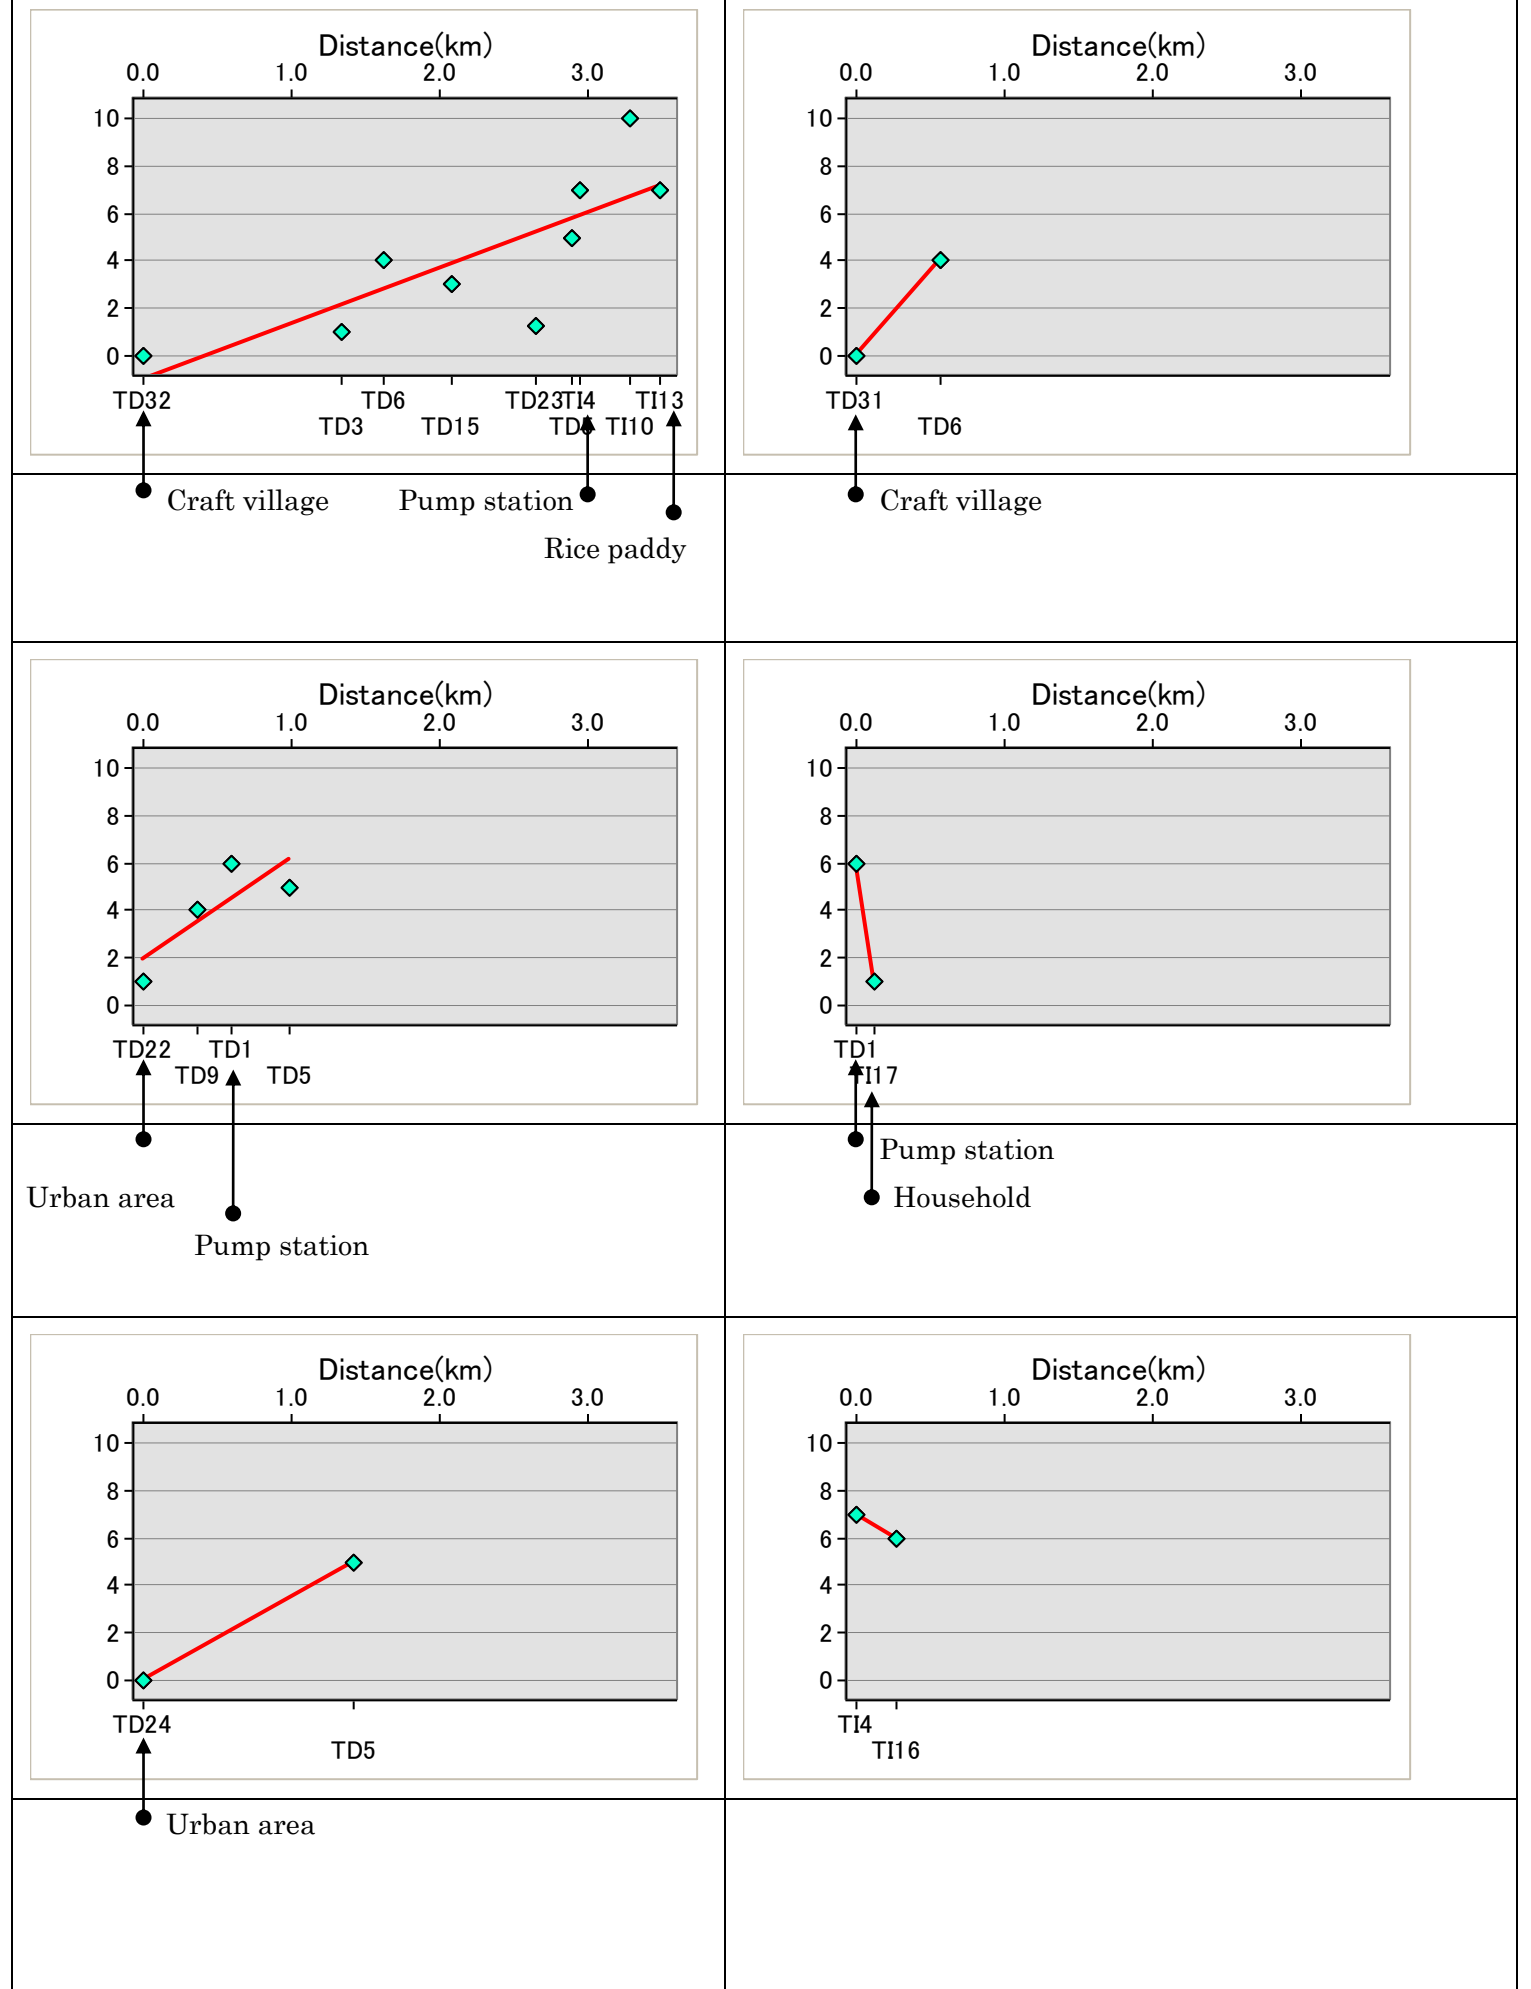 Distance(km)
0.0 1.0 2.0 3.0
10
8
6
4
2
0
TD32 TD6 TD23 TI4 TI13
TD3 TD15 TD5 TI10
Craft village Pump station
Rice paddy
Distance(km)
0.0 1.0 2.0 3.0
10
8
6
4
2
0
TD31
TD6
Craft village
Distance(km)
0.0 1.0 2.0 3.0
10
8
6
4
2
0
TD22 TD1
TD9 TD5
Urban area
Pump station
Distance(km)
0.0 1.0 2.0 3.0
10
8
6
4
2
0
TD1
TI17
Pump station
Household
Distance(km)
0.0 1.0 2.0 3.0
10
8
6
4
2
0
TD24
TD5
Urban area
Distance(km)
0.0 1.0 2.0 3.0
10
8
6
4
2
0
TI4
TI16